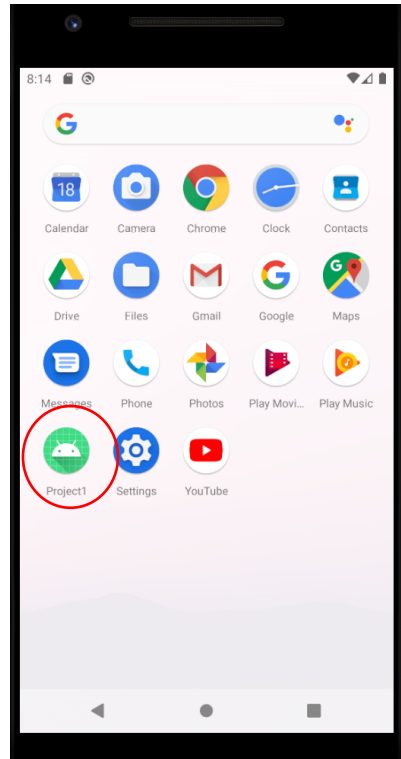 8:14
G
18
Calendar Camera Chrome Clock Contacts
G G
Drive Files Gmail Google Maps
Messages Phone Photos Play Movi... Play Music
Project1 Settings YouTube